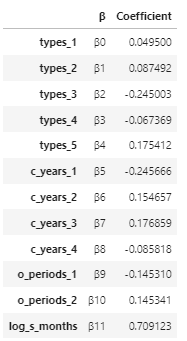 β Coefficient
types_1 β0 0.049500
types_2 β1 0.087492
types_3 β2 -0.245003
types_4 β3 -0.067369
types_5 β4 0.175412
c_years_1 β5 -0.245666
c_years_2 β6 0.154657
c_years_3 β7 0.176859
c_years_4 β8 -0.085818
o_periods_1 β9 -0.145310
o_periods_2 β10 0.145341
log_s_months β11 0.709123